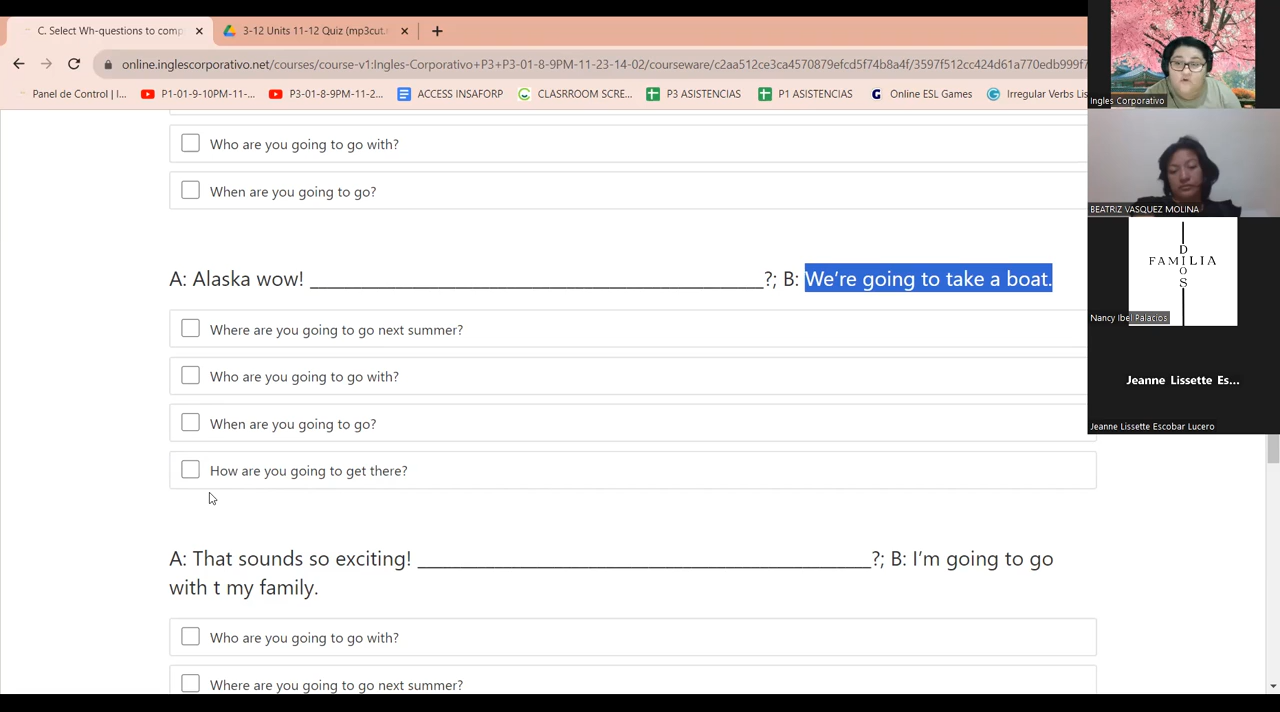 C. Select Wh-questions to comp
3-12 Units 11-12 Quiz (mp3cut.
online.inglescorporativo.net/courses/course-v1:Ingles-Corporativo+P3+P3-01-8-9PM-11-23-14-02/courseware/c2aa512ce3ca4570879efcd5f74b8a4f/3597f512cc424d61a770edb999f7
Panel de Control | I...
P1-01-9-10PM-11-...
P3-01-8-9PM-11-2...
ACCESS INSAFORP
CLASRROOM SCRE...
P3 ASISTENCIAS
P1 ASISTENCIAS
Online ESL Games
Irregular Verbs Lis
Who are you going to go with?
When are you going to go?
A: Alaska wow! ______________________________________________?; B: We’re going to take a boat.
Where are you going to go next summer?
Who are you going to go with?
When are you going to go?
How are you going to get there?
A: That sounds so exciting! ______________________________________________?; B: I’m going to go
with t my family.
Who are you going to go with?
Where are you going to go next summer?
Ingles Corporativo
BEATRIZ VASQUEZ MOLINA
FAMILIA
DIOS
Nancy Ibel Palacios
Jeanne Lissette Es...
Jeanne Lissette Escobar Lucero